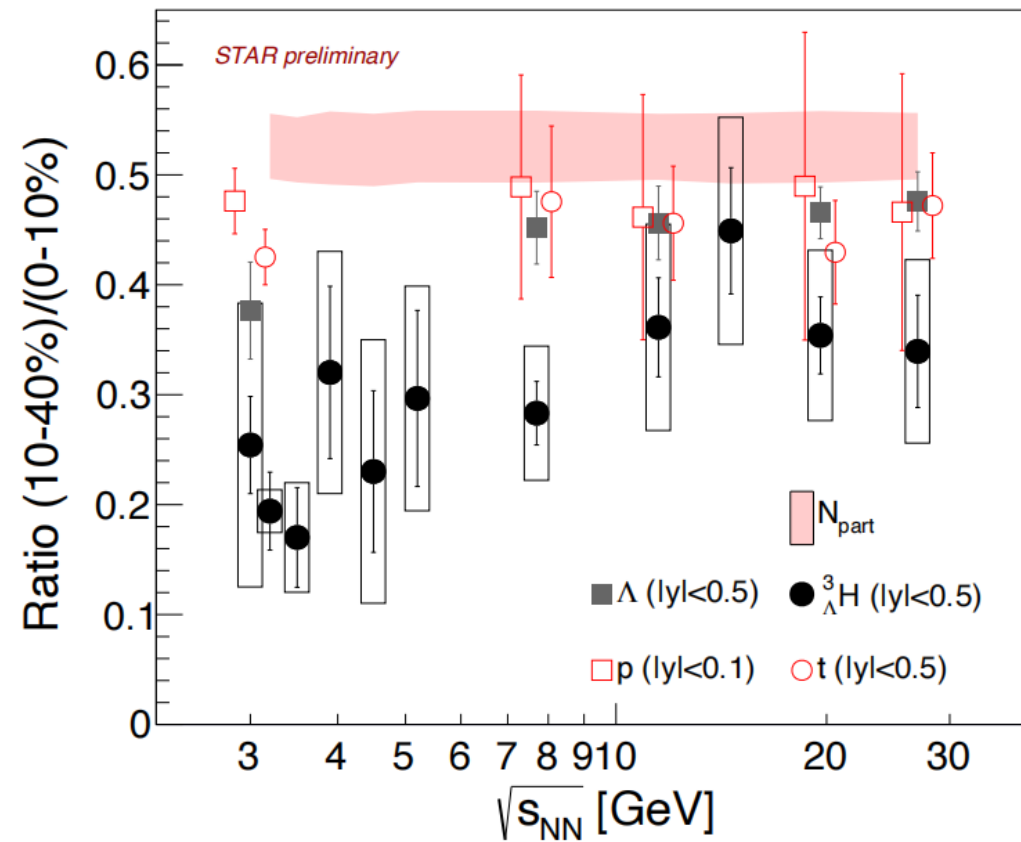 STAR preliminary
Ratio (10-40%)/(0-10%)
0.6
0.5
0.4
0.3
0.2
0.1
0
N_part
Λ (|y|<0.5)
³_ΛH (|y|<0.5)
p (|y|<0.1)
t (|y|<0.5)
3 4 5 6 7 8 9 10 20 30
√s_NN [GeV]